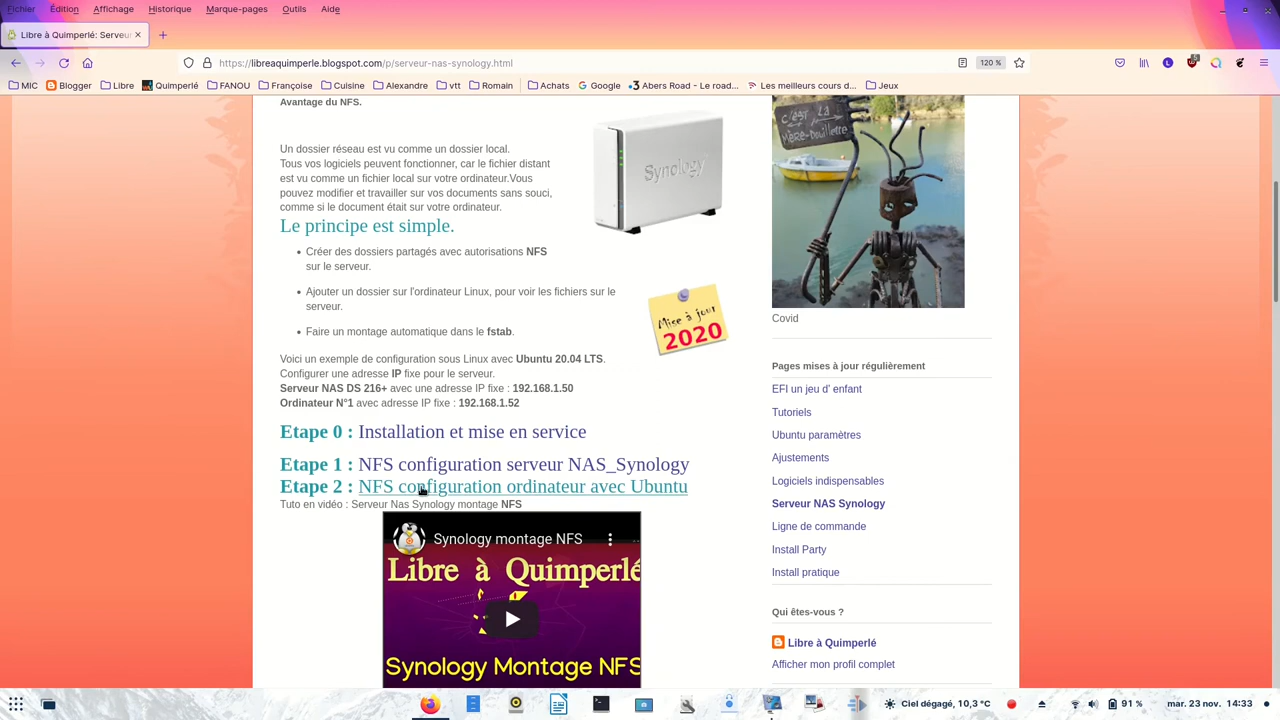 Fichier Édition Affichage Historique Marque-pages Outils Aide
Libre à Quimperlé: Serveur
https://libreaquimperle.blogspot.com/p/serveur-nas-synology.html
120 %
MIC Blogger Libre Quimperlé FANOU Françoise Cuisine Alexandre vtt Romain Achats Google Abers Road - Le road... Les meilleurs cours d... Jeux
Avantage du NFS.
Un dossier réseau est vu comme un dossier local.
Tous vos logiciels peuvent fonctionner, car le fichier distant
est vu comme un fichier local sur votre ordinateur.Vous
pouvez modifier et travailler sur vos documents sans souci,
comme si le document était sur votre ordinateur.
Synology
Le principe est simple.
Créer des dossiers partagés avec autorisations NFS
sur le serveur.
Ajouter un dossier sur l'ordinateur Linux, pour voir les fichiers sur le
serveur.
Faire un montage automatique dans le fstab.
Mise à jour
2020
Voici un exemple de configuration sous Linux avec Ubuntu 20.04 LTS.
Configurer une adresse IP fixe pour le serveur.
Serveur NAS DS 216+ avec une adresse IP fixe : 192.168.1.50
Ordinateur N°1 avec adresse IP fixe : 192.168.1.52
Etape 0 : Installation et mise en service
Etape 1 : NFS configuration serveur NAS_Synology
Etape 2 : NFS configuration ordinateur avec Ubuntu
Tuto en vidéo : Serveur Nas Synology montage NFS
Synology montage NFS
Libre à Quimperlé
Synology Montage NFS
c'est LA
Mère-douillette
Covid
Pages mises à jour régulièrement
EFI un jeu d' enfant
Tutoriels
Ubuntu paramètres
Ajustements
Logiciels indispensables
Serveur NAS Synology
Ligne de commande
Install Party
Install pratique
Qui êtes-vous ?
Libre à Quimperlé
Afficher mon profil complet
Ciel dégagé, 10,3 °C
91 %
mar. 23 nov. 14:33